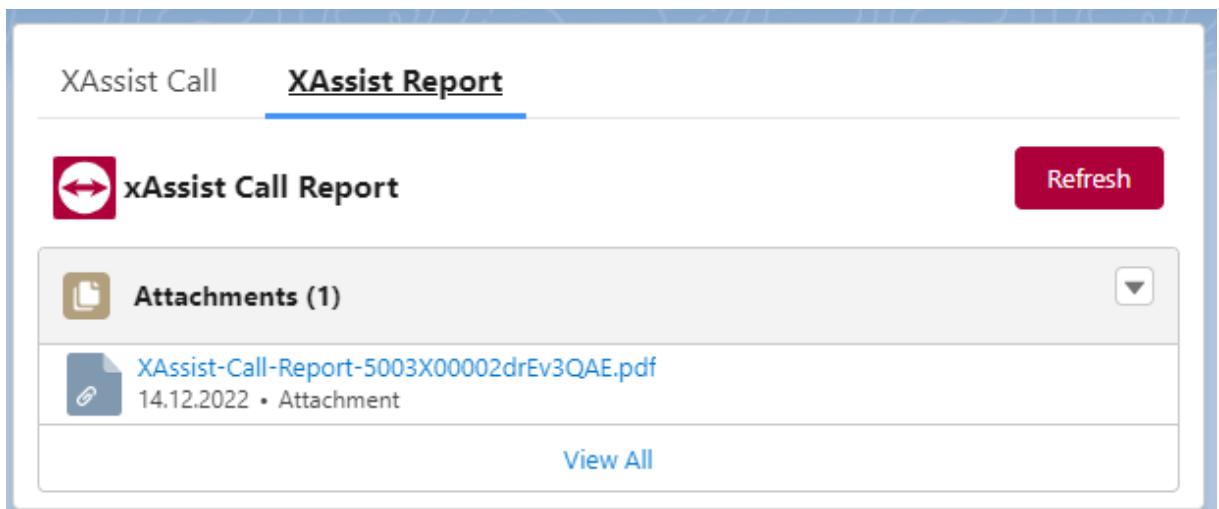 XAssist Call XAssist Report
xAssist Call Report Refresh
Attachments (1)
XAssist-Call-Report-5003X00002drEv3QAE.pdf
14.12.2022 • Attachment
View All